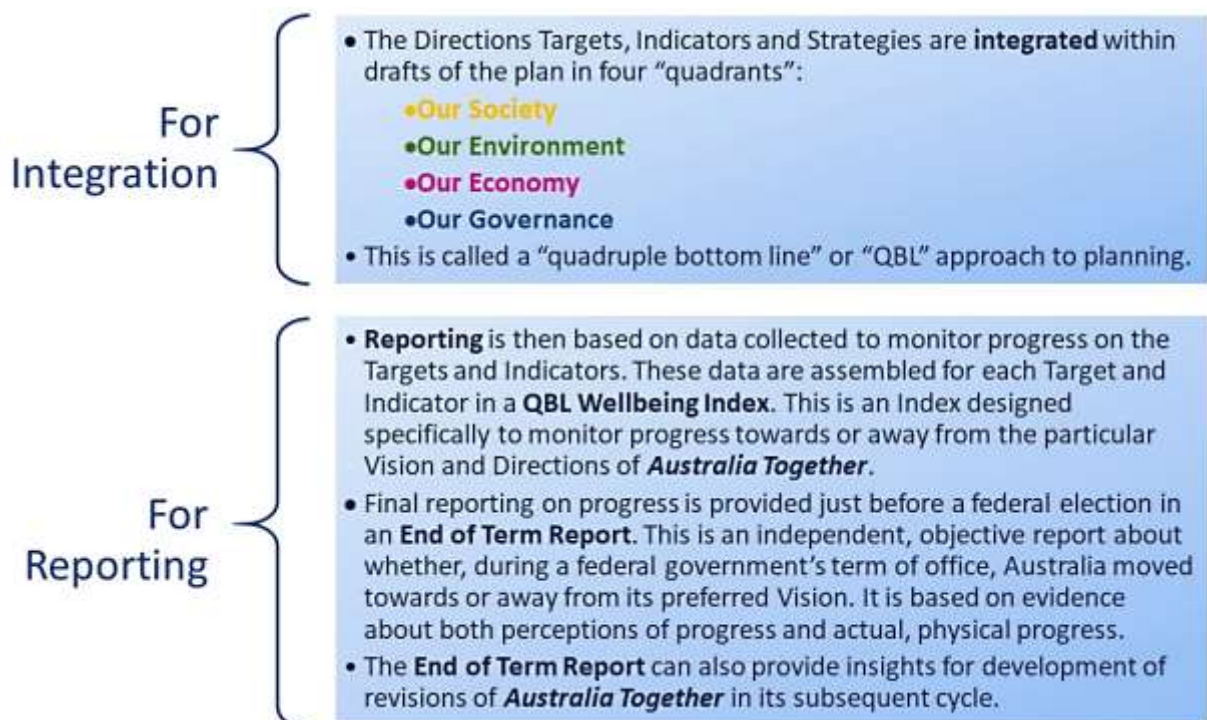 For
Integration
• The Directions Targets, Indicators and Strategies are integrated within
drafts of the plan in four “quadrants”:
•Our Society
•Our Environment
•Our Economy
•Our Governance
• This is called a “quadruple bottom line” or “QBL” approach to planning.
For
Reporting
• Reporting is then based on data collected to monitor progress on the
Targets and Indicators. These data are assembled for each Target and
Indicator in a QBL Wellbeing Index. This is an Index designed
specifically to monitor progress towards or away from the particular
Vision and Directions of Australia Together.
• Final reporting on progress is provided just before a federal election in
an End of Term Report. This is an independent, objective report about
whether, during a federal government’s term of office, Australia moved
towards or away from its preferred Vision. It is based on evidence
about both perceptions of progress and actual, physical progress.
• The End of Term Report can also provide insights for development of
revisions of Australia Together in its subsequent cycle.